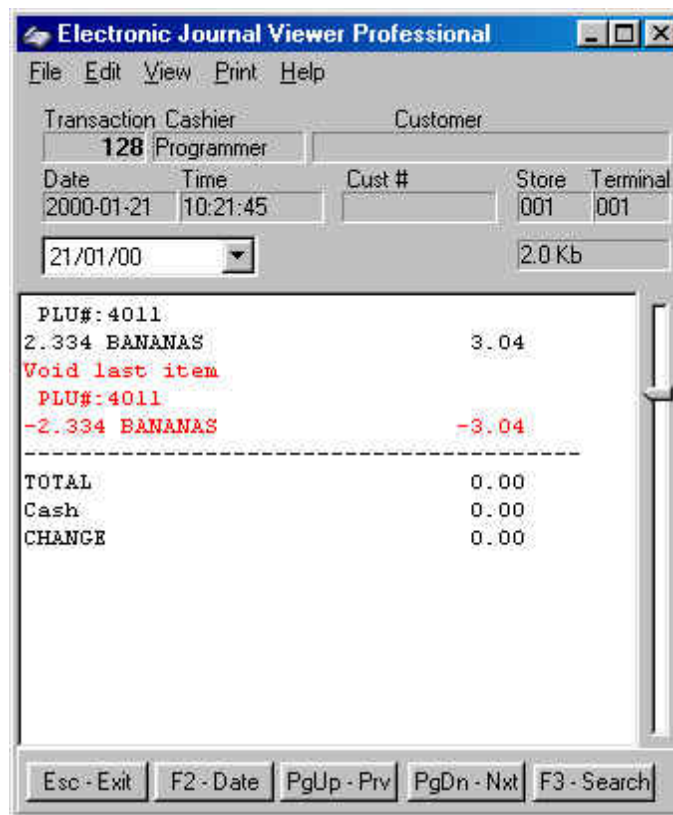 Electronic Journal Viewer Professional
File Edit View Print Help
Transaction Cashier Customer
128 Programmer
Date Time Cust # Store Terminal
2000-01-21 10:21:45 001 001
21/01/00 2.0 Kb
PLU#:4011
2.334 BANANAS 3.04
Void last item
PLU#:4011
-2.334 BANANAS -3.04
----------------------------------------
TOTAL 0.00
Cash 0.00
CHANGE 0.00
Esc - Exit F2 - Date PgUp - Prv PgDn - Nxt F3 - Search